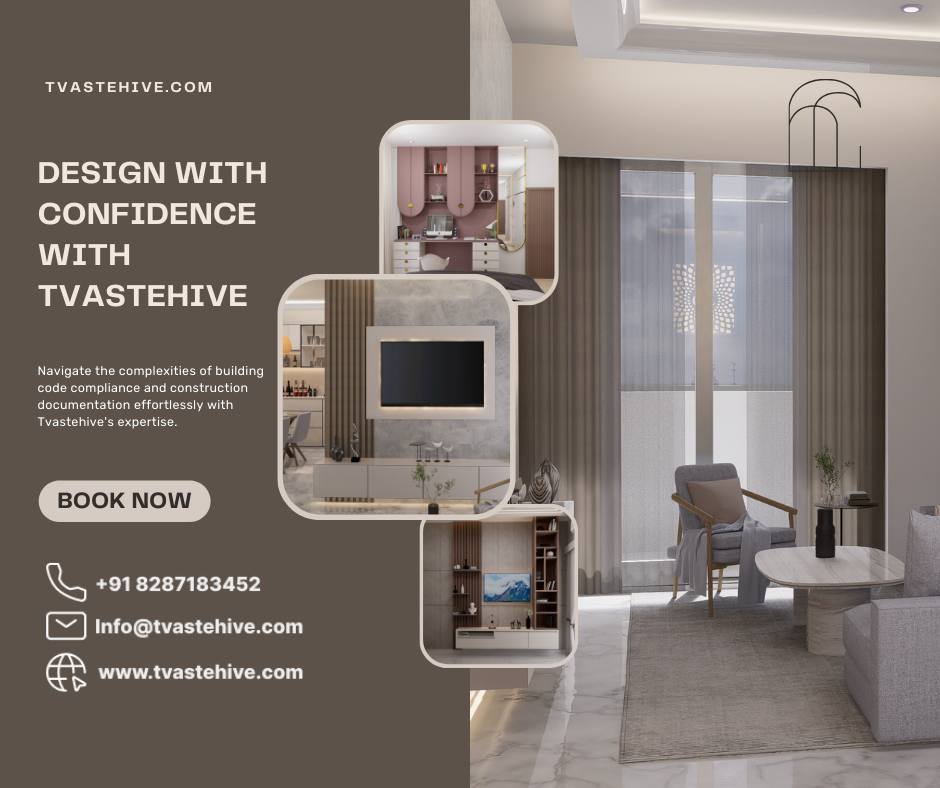 TVASTEHIVE.COM
DESIGN WITH
CONFIDENCE
WITH
TVASTEHIVE
Navigate the complexities of building
code compliance and construction
documentation effortlessly with
Tvastehive's expertise.
BOOK NOW
+91 8287183452
Info@tvastehive.com
www.tvastehive.com